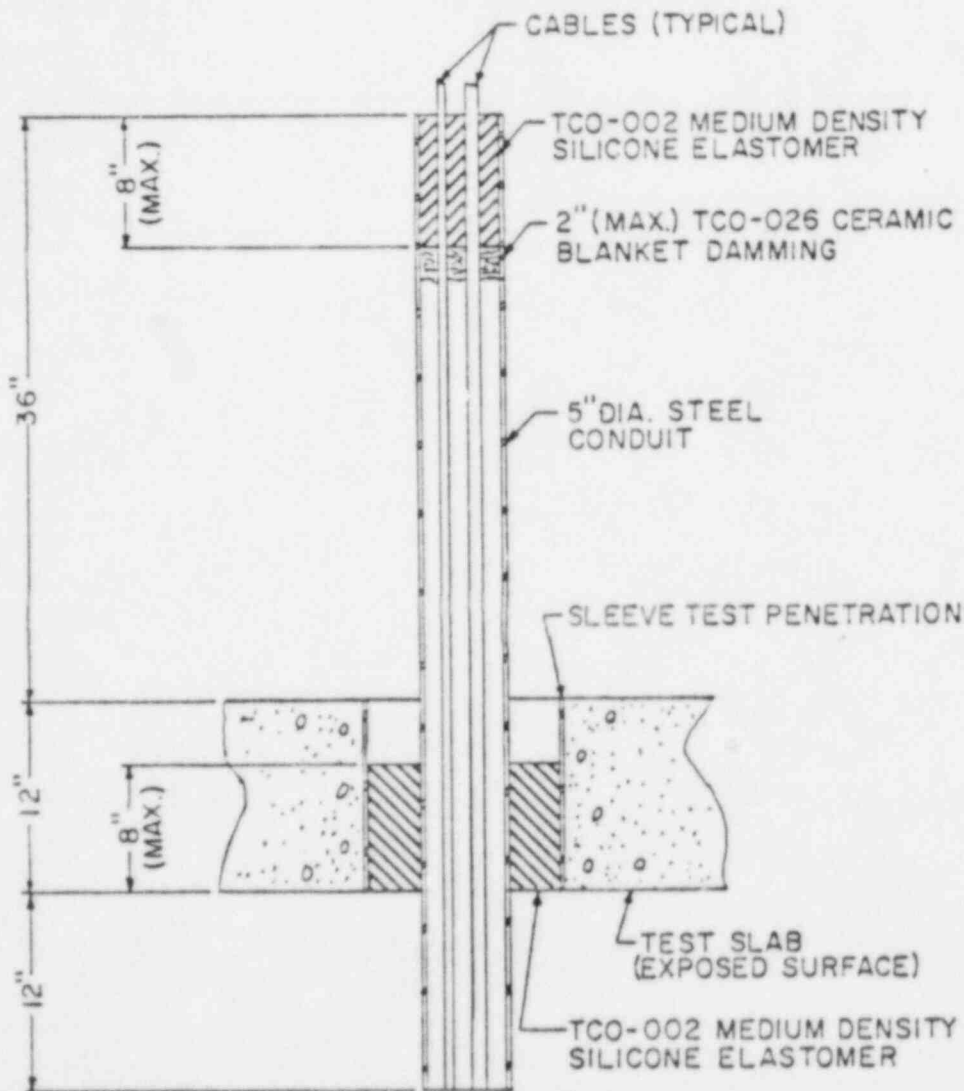 CABLES (TYPICAL)
TCO-002 MEDIUM DENSITY
SILICONE ELASTOMER
8"
(MAX.)
2" (MAX.) TCO-026 CERAMIC
BLANKET DAMMING
36"
5" DIA. STEEL
CONDUIT
SLEEVE TEST PENETRATION
12"
8"
(MAX.)
TEST SLAB
(EXPOSED SURFACE)
12"
TCO-002 MEDIUM DENSITY
SILICONE ELASTOMER